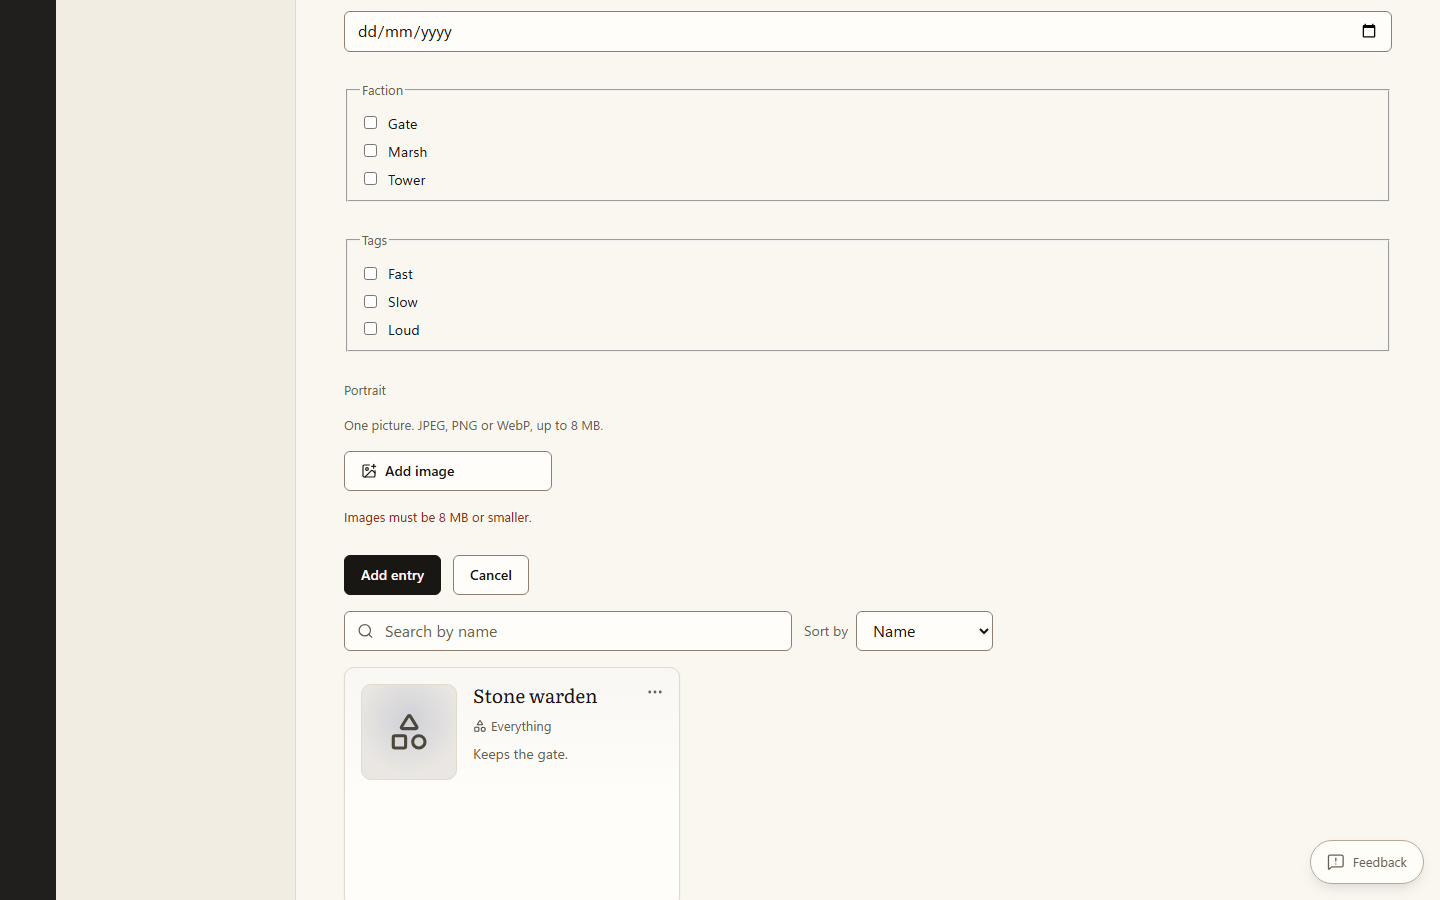 dd/mm/yyyy
Faction
Gate
Marsh
Tower
Tags
Fast
Slow
Loud
Portrait
One picture. JPEG, PNG or WebP, up to 8 MB.
Add image
Images must be 8 MB or smaller.
Add entry Cancel
Search by name Sort by Name
Stone warden
Everything
Keeps the gate.
Feedback